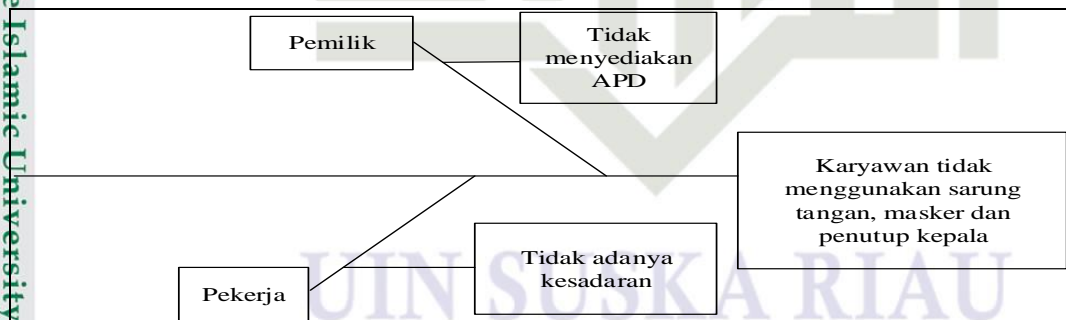 Pemilik
Tidak
menyediakan
APD
Karyawan tidak
menggunakan sarung
tangan, masker dan
penutup kepala
Tidak adanya
kesadaran
Pekerja
UIN SUSKA RIAU
Islamic University